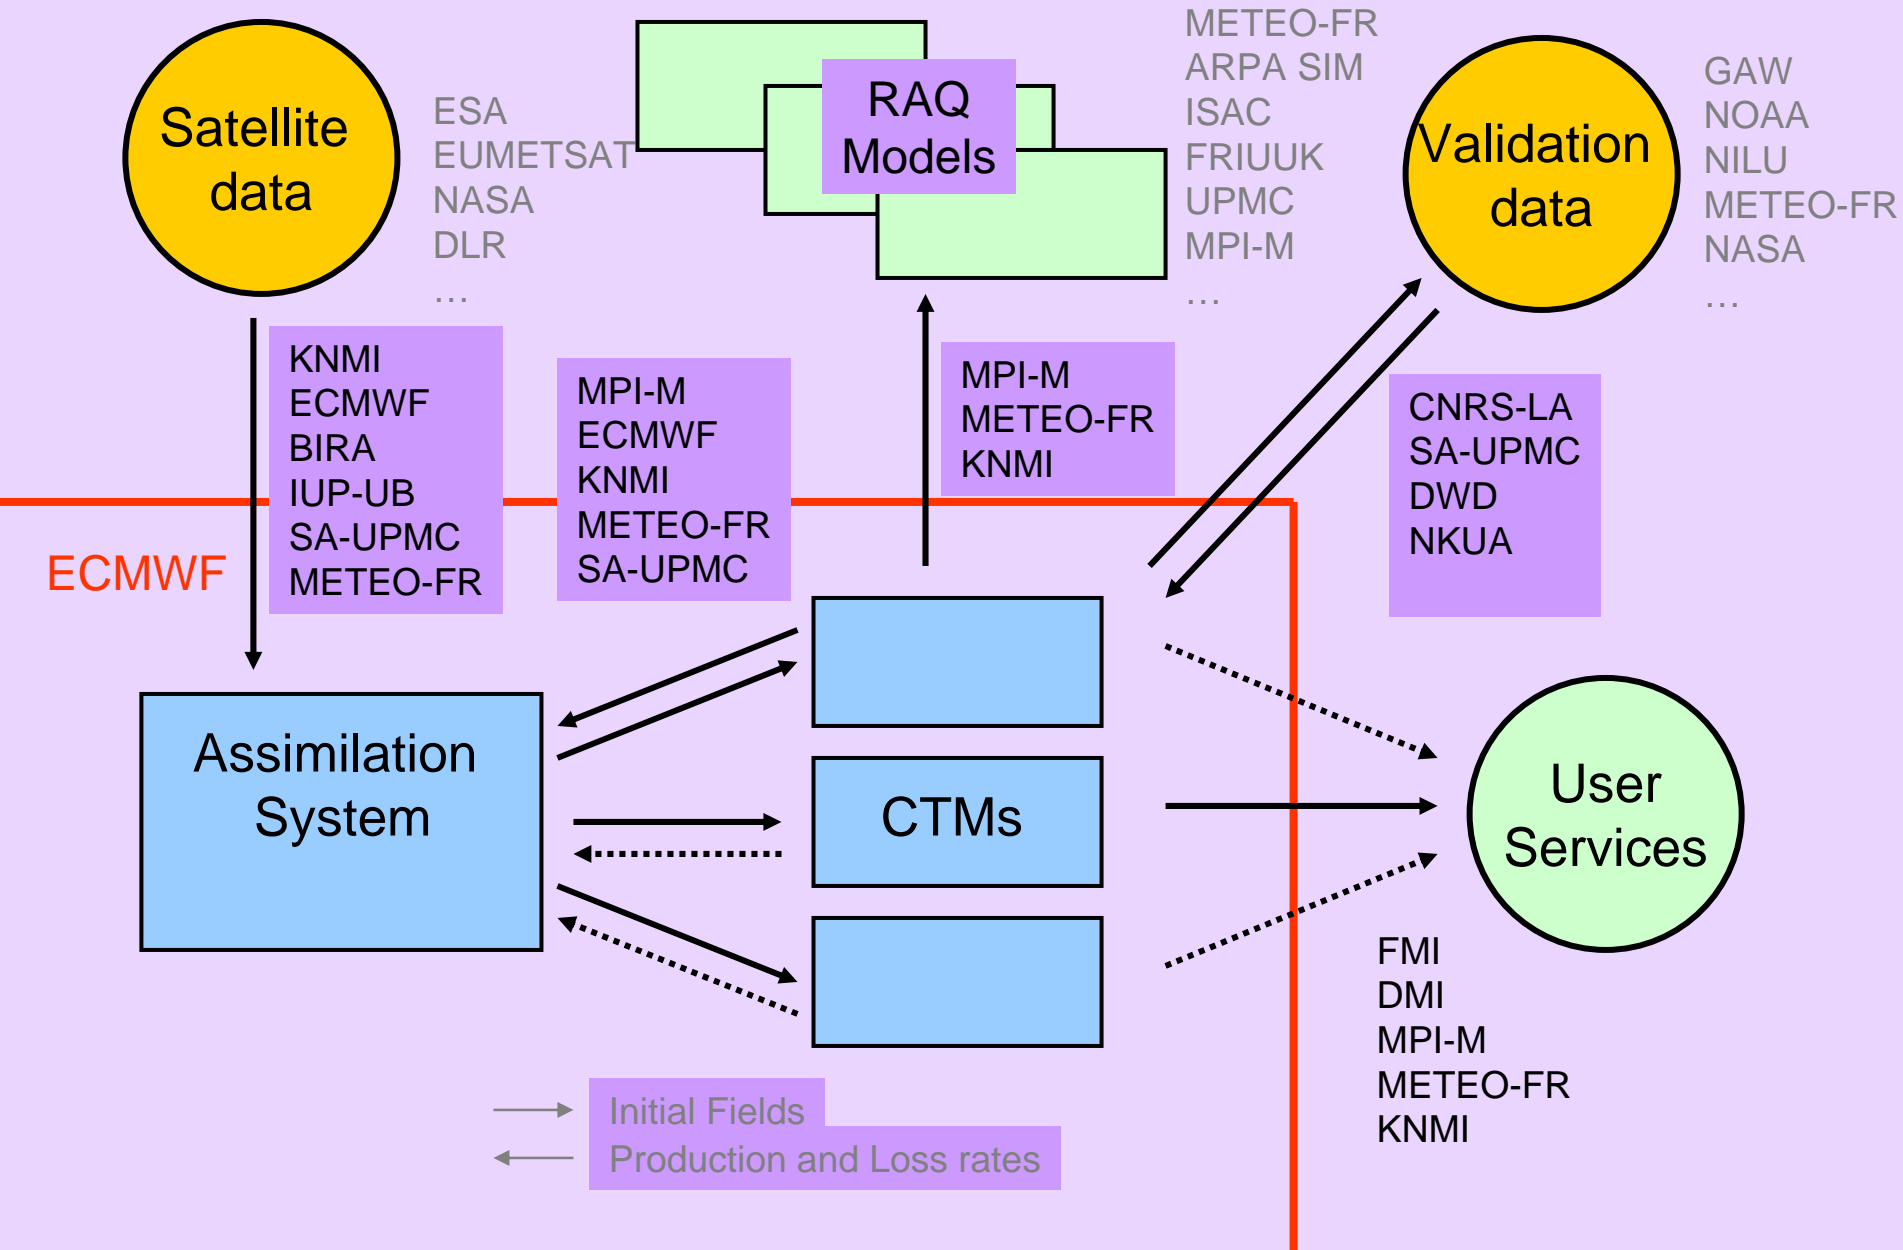 Satellite
data
ESA
EUMETSAT
NASA
DLR
…
RAQ
Models
METEO-FR
ARPA SIM
ISAC
FRIUUK
UPMC
MPI-M
…
Validation
data
GAW
NOAA
NILU
METEO-FR
NASA
…
KNMI
ECMWF
BIRA
IUP-UB
SA-UPMC
METEO-FR
MPI-M
ECMWF
KNMI
METEO-FR
SA-UPMC
MPI-M
METEO-FR
KNMI
CNRS-LA
SA-UPMC
DWD
NKUA
ECMWF
Assimilation
System
CTMs
User
Services
FMI
DMI
MPI-M
METEO-FR
KNMI
Initial Fields
Production and Loss rates